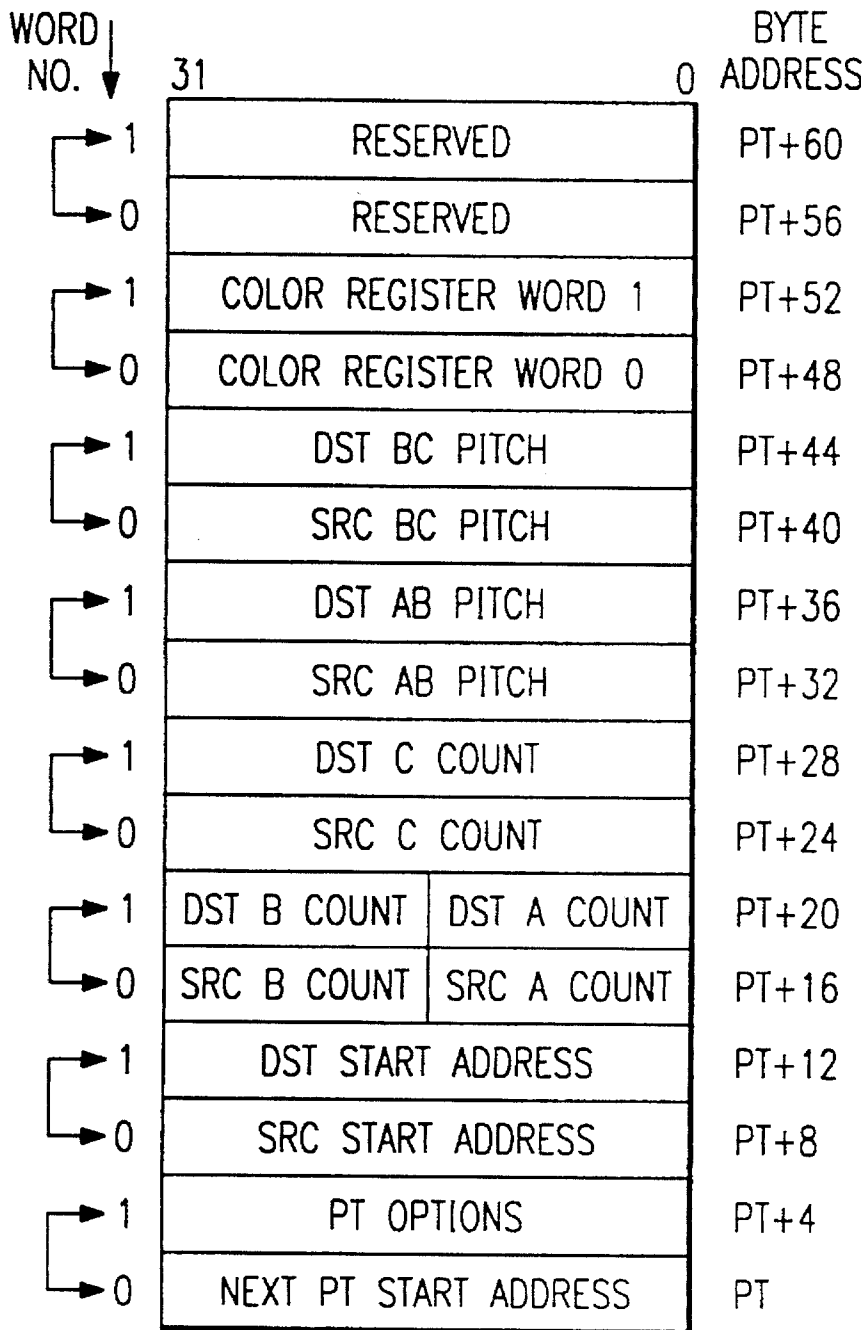 WORD NO. 31 0 BYTE ADDRESS
1 RESERVED PT+60
0 RESERVED PT+56
1 COLOR REGISTER WORD 1 PT+52
0 COLOR REGISTER WORD 0 PT+48
1 DST BC PITCH PT+44
0 SRC BC PITCH PT+40
1 DST AB PITCH PT+36
0 SRC AB PITCH PT+32
1 DST C COUNT PT+28
0 SRC C COUNT PT+24
1 DST B COUNT DST A COUNT PT+20
0 SRC B COUNT SRC A COUNT PT+16
1 DST START ADDRESS PT+12
0 SRC START ADDRESS PT+8
1 PT OPTIONS PT+4
0 NEXT PT START ADDRESS PT